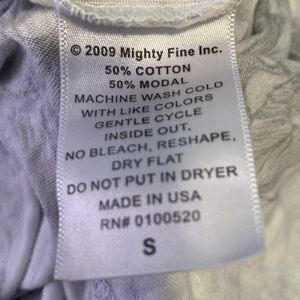 © 2009 Mighty Fine Inc.
50% COTTON
50% MODAL
MACHINE WASH COLD
WITH LIKE COLORS
GENTLE CYCLE
INSIDE OUT,
NO BLEACH, RESHAPE,
DRY FLAT
DO NOT PUT IN DRYER
MADE IN USA
RN# 0100520
S